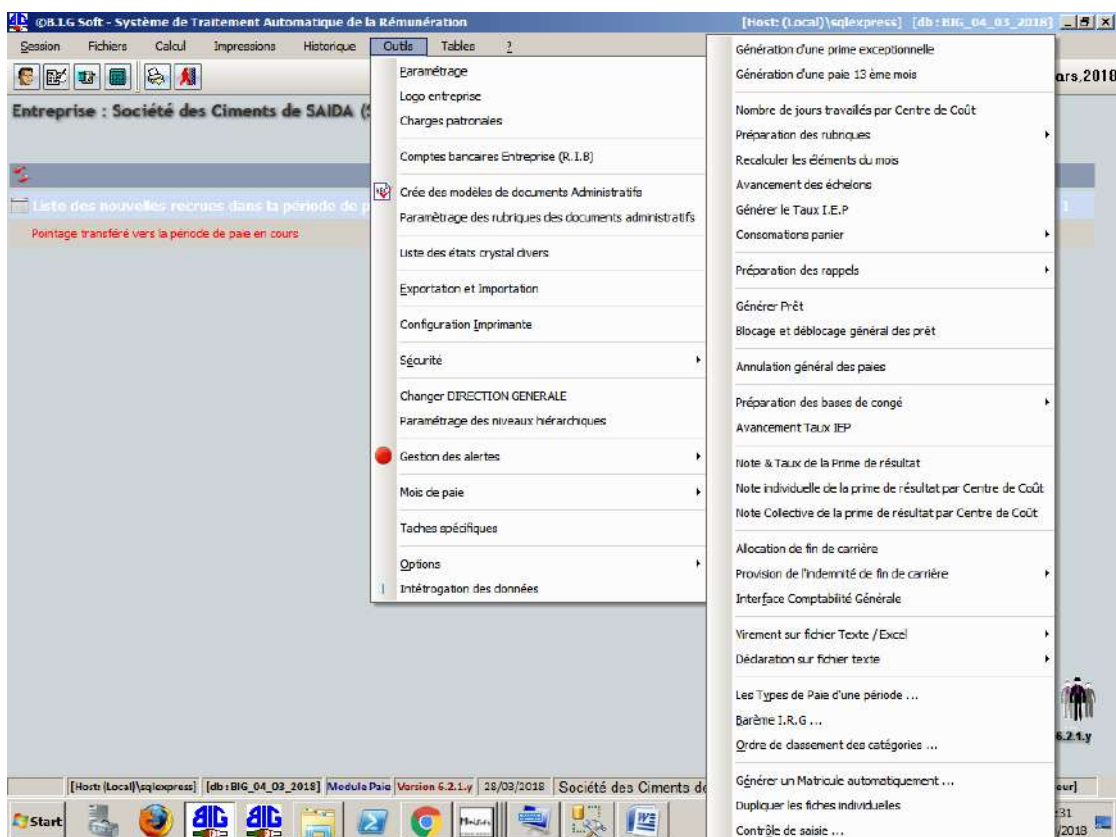 ©B.I.G Soft - Système de Traitement Automatique de la Rémunération [Host: (Local)\sqlexpress] [db : BIG_04_03_2018]
Session Fichiers Calcul Impressions Historique Outils Tables ?
ars,2018
Entreprise : Société des Ciments de SAIDA (S
Liste des nouvelles recrues dans la période de p
1
Pointage transféré vers la période de paie en cours
Paramétrage
Logo entreprise
Charges patronales
Comptes bancaires Entreprise (R.I.B)
Crée des modèles de documents Administratifs
Paramètrage des rubriques des documents administratifs
Liste des états crystal divers
Exportation et Importation
Configuration Imprimante
Sécurité
Changer DIRECTION GENERALE
Paramétrage des niveaux hiérarchiques
Gestion des alertes
Mois de paie
Taches spécifiques
Options
Intétrogation des données
Génération d'une prime exceptionnelle
Génération d'une paie 13 ème mois
Nombre de jours travaillés par Centre de Coût
Préparation des rubriques
Recalculer les éléments du mois
Avancement des échelons
Générer le Taux I.E.P
Consomations panier
Préparation des rappels
Générer Prêt
Blocage et déblocage général des prêt
Annulation général des paies
Préparation des bases de congé
Avancement Taux IEP
Note & Taux de la Prime de résultat
Note individuelle de la prime de résultat par Centre de Coût
Note Collective de la prime de résultat par Centre de Coût
Allocation de fin de carrière
Provision de l'indemnité de fin de carrière
Interface Comptabilité Générale
Virement sur fichier Texte / Excel
Déclaration sur fichier texte
Les Types de Paie d'une période ...
Barème I.R.G ...
Ordre de classement des catégories ...
Générer un Matricule automatiquement ...
Dupliquer les fiches individuelles
Contrôle de saisie ...
6.2.1.y
[Host: (Local)\sqlexpress] [db : BIG_04_03_2018] Module Paie Version 6.2.1.y 28/03/2018 Société des Ciments de
eur]
Start
:31
/2018